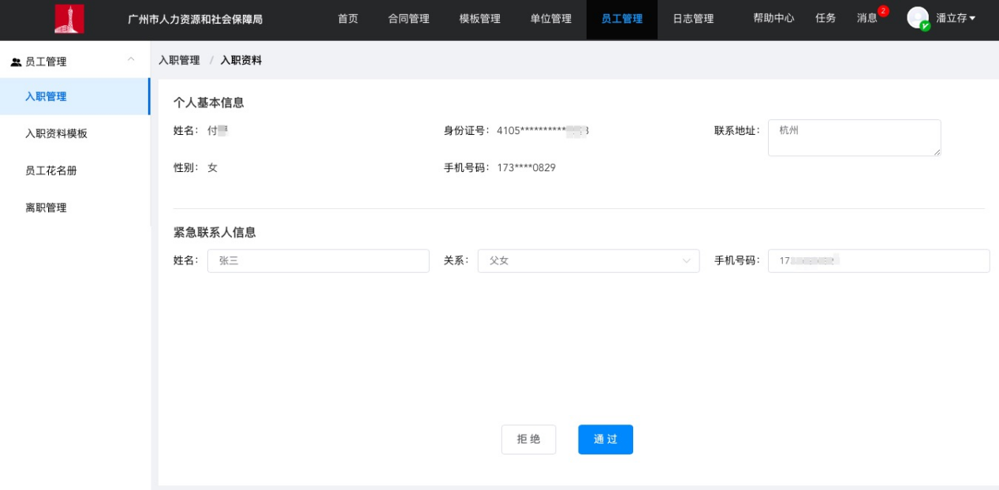 广州市人力资源和社会保障局 首页 合同管理 模板管理 单位管理 员工管理 日志管理 帮助中心 任务 消息 2 潘立存
员工管理
入职管理
入职资料模板
员工花名册
离职管理
入职管理 / 入职资料
个人基本信息
姓名: 付 身份证号: 4105********** 联系地址: 杭州
性别: 女 手机号码: 173****0829
紧急联系人信息
姓名: 张三 关系: 父女 手机号码: 17
拒绝 通过